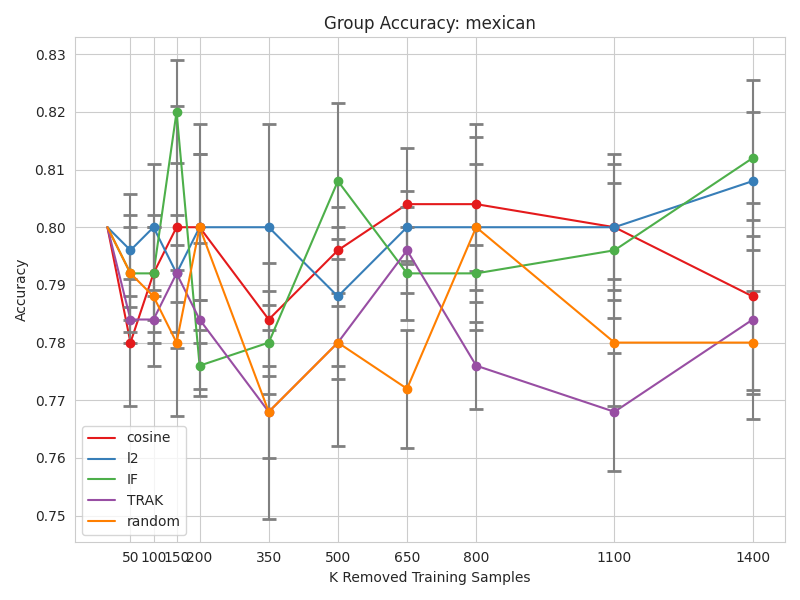 Group Accuracy: mexican
0.83
0.82
0.81
0.80
0.79
0.78
0.77
0.76
0.75
Accuracy
cosine
l2
IF
TRAK
random
50 100 150 200 350 500 650 800 1100 1400
K Removed Training Samples